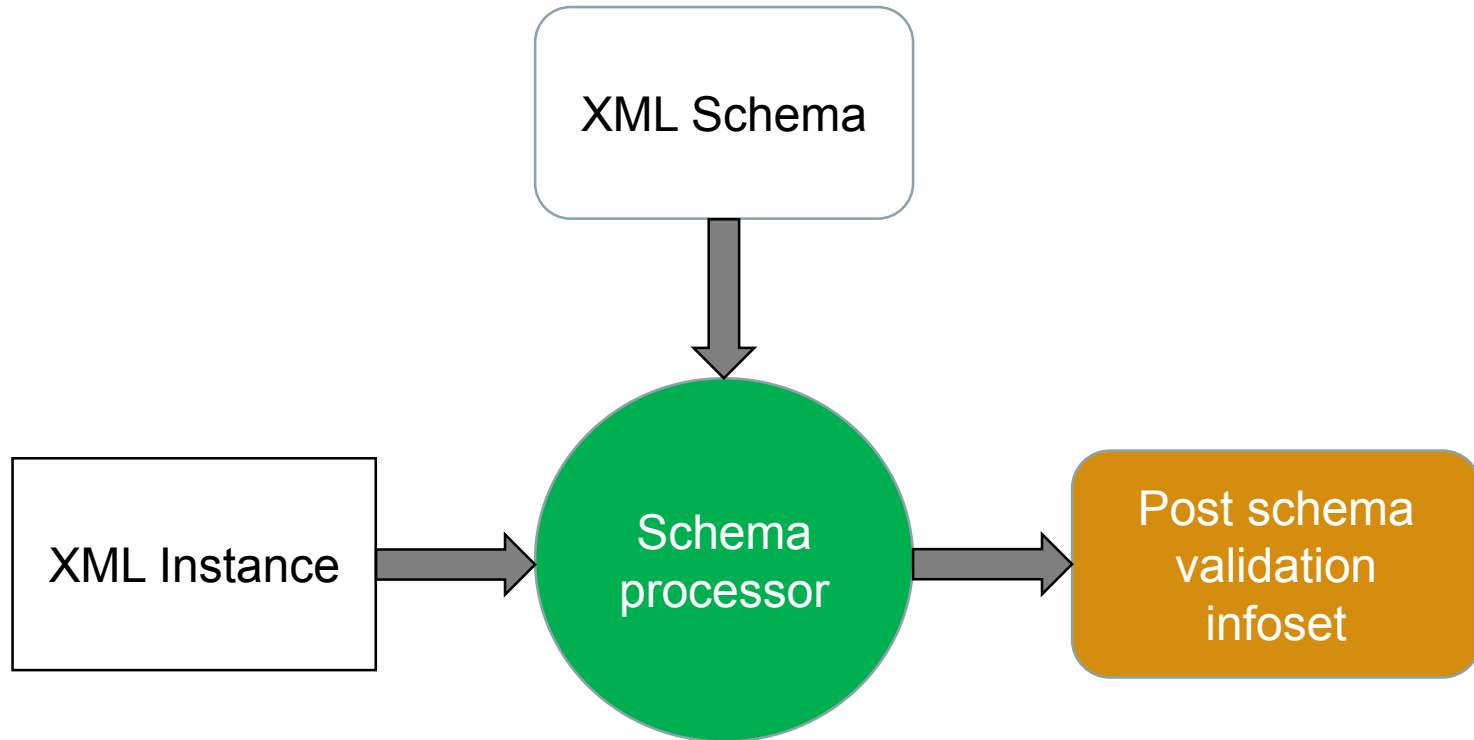 XML Schema
XML Instance
Schema
processor
Post schema
validation
infoset